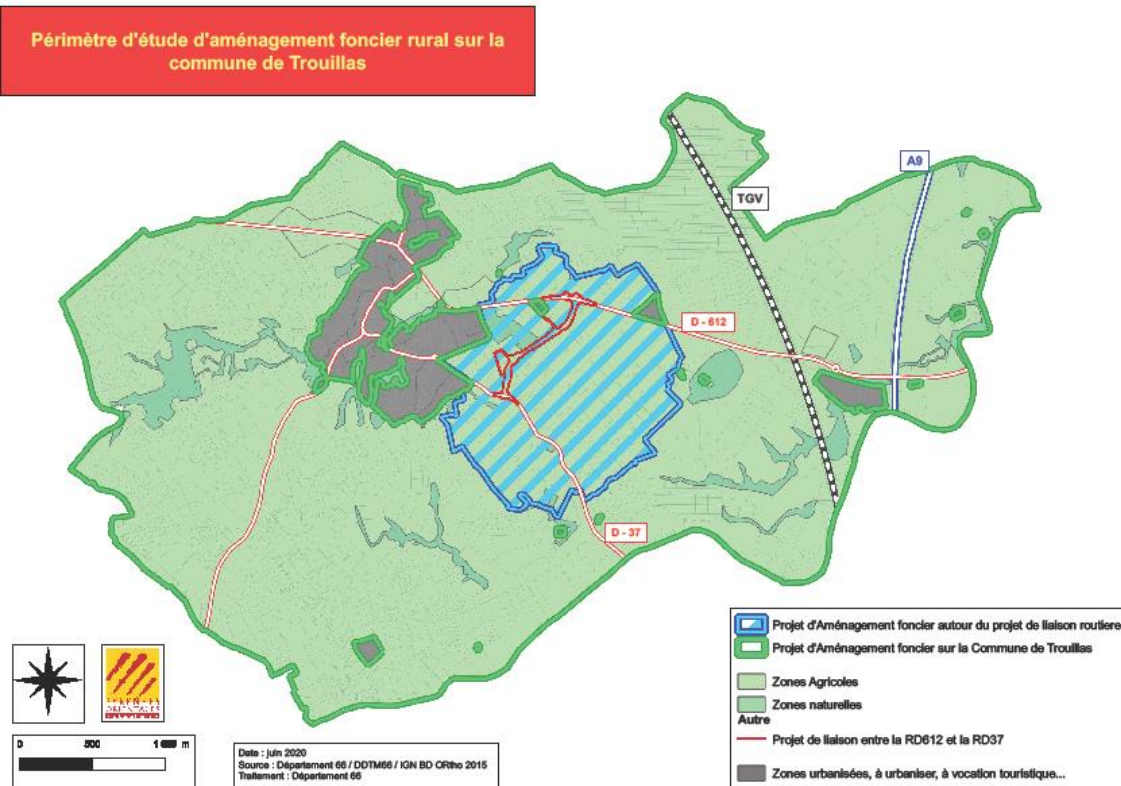 Périmètre d'étude d'aménagement foncier rural sur la
commune de Trouillas
A9
TGV
D - 612
D - 37
Projet d'Aménagement foncier autour du projet de liaison routiere
Projet d'Aménagement foncier sur la Commune de Trouillas
Zones Agricoles
Zones naturelles
Autre
Projet de liaison entre la RD612 et la RD37
Zones urbanisées, à urbaniser, à vocation touristique...
0 500 m
Date : juin 2020
Source : Département 66 / DDTM66 / IGN BD ORtho 2015
Traitement : Département 66